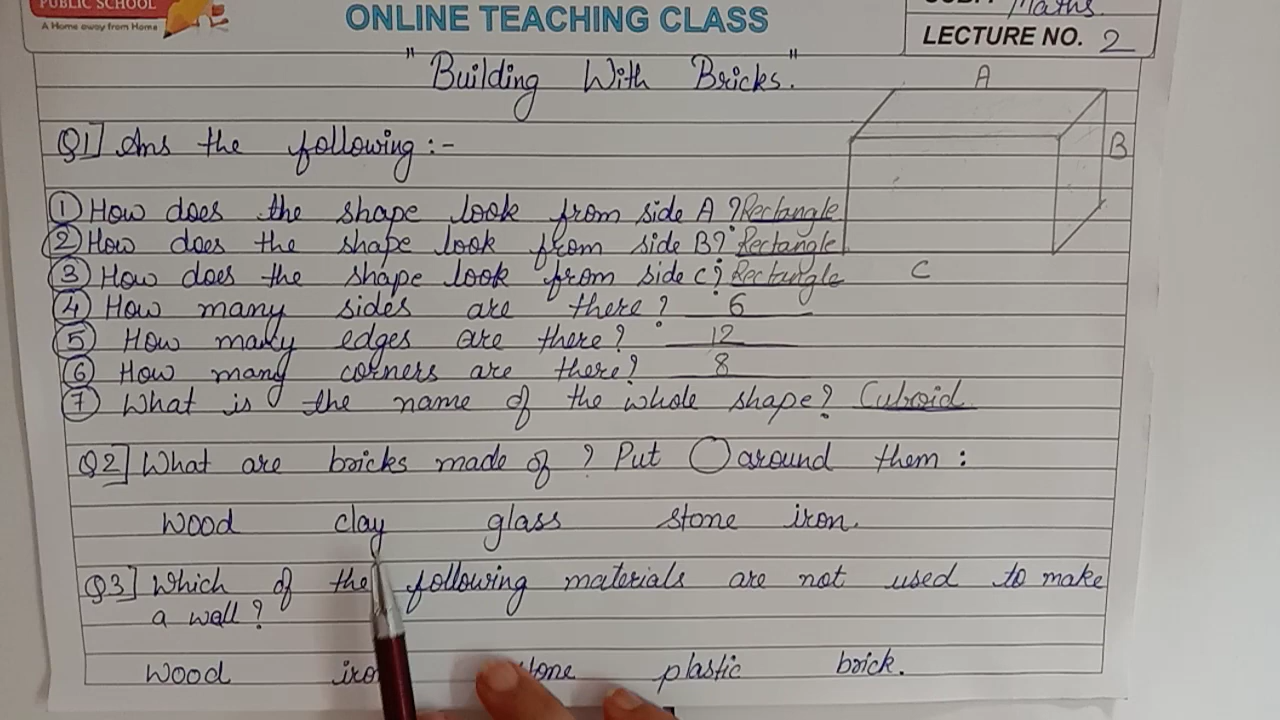 PUBLIC SCHOOL
A Home away from Home
ONLINE TEACHING CLASS
Maths.
LECTURE NO. 2
"Building With Bricks."
A
B
C
Q1] Ans the following :-
① How does the shape look from side A ? Rectangle
② How does the shape look from side B? Rectangle
③ How does the shape look from side C? Rectangle
④ How many sides are there? 6
⑤ How many edges are there? 12
⑥ How many corners are there? 8
⑦ What is the name of the whole shape? Cuboid
Q2] What are bricks made of ? Put ◯ around them :
wood clay glass stone iron.
Q3] Which of the following materials are not used to make
a wall?
wood iron stone plastic brick.